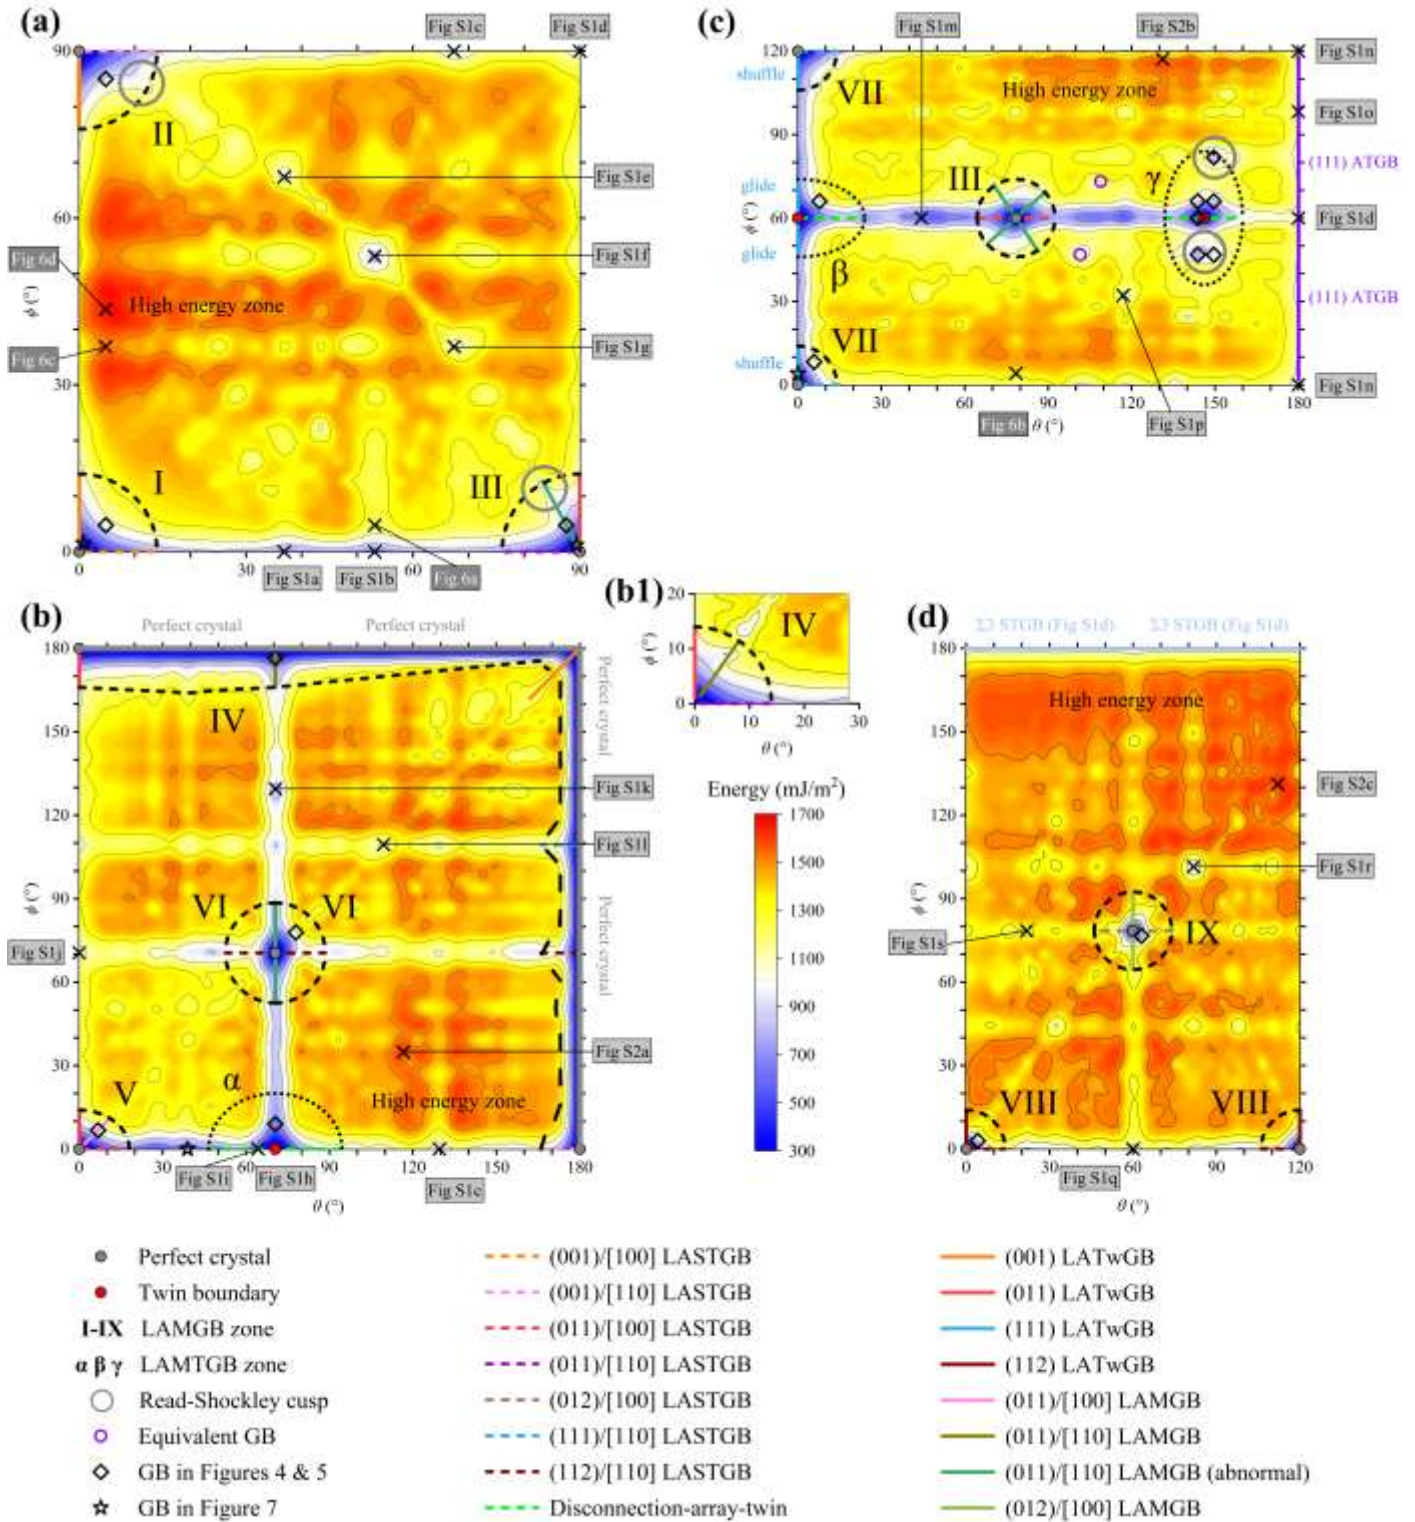 (a)
Fig S1c
Fig S1d
90
II
Fig S1e
60
Fig S1f
Fig 6d
ϕ (°)
High energy zone
Fig S1g
Fig 6c
30
I
III
0
0
30
60
90
Fig S1a
Fig S1b
Fig 6a
(c)
Fig S1m
Fig S2b
120
Fig S1n
shuffle
VII
High energy zone
Fig S1o
90
(111) ATGB
glide
III
γ
ϕ (°)
60
Fig S1d
glide
β
30
(111) ATGB
VII
shuffle
0
Fig S1n
0
30
60
90
120
150
180
Fig 6b
θ (°)
Fig S1p
(b)
Perfect crystal
Perfect crystal
180
150
IV
Perfect crystal
Fig S1k
120
Fig S1l
ϕ (°)
90
VI
VI
Perfect crystal
Fig S1j
60
30
Fig S2a
V
α
High energy zone
0
0
30
60
90
120
150
180
Fig S1i
Fig S1h
Fig S1c
θ (°)
(b1)
20
IV
ϕ (°)
10
0
0
10
20
30
θ (°)
Energy (mJ/m²)
1700
1500
1300
1100
900
700
500
300
(d)
Σ3 STGB (Fig S1d)
Σ3 STGB (Fig S1d)
180
High energy zone
150
Fig S2c
120
Fig S1r
ϕ (°)
90
IX
Fig S1s
60
30
VIII
VIII
0
0
30
60
90
120
Fig S1q
θ (°)
Perfect crystal
Twin boundary
I-IX LAMGB zone
α β γ LAMTGB zone
Read-Shockley cusp
Equivalent GB
GB in Figures 4 & 5
GB in Figure 7
(001)/[100] LASTGB
(001)/[110] LASTGB
(011)/[100] LASTGB
(011)/[110] LASTGB
(012)/[100] LASTGB
(111)/[110] LASTGB
(112)/[110] LASTGB
Disconnection-array-twin
(001) LATwGB
(011) LATwGB
(111) LATwGB
(112) LATwGB
(011)/[100] LAMGB
(011)/[110] LAMGB
(011)/[110] LAMGB (abnormal)
(012)/[100] LAMGB